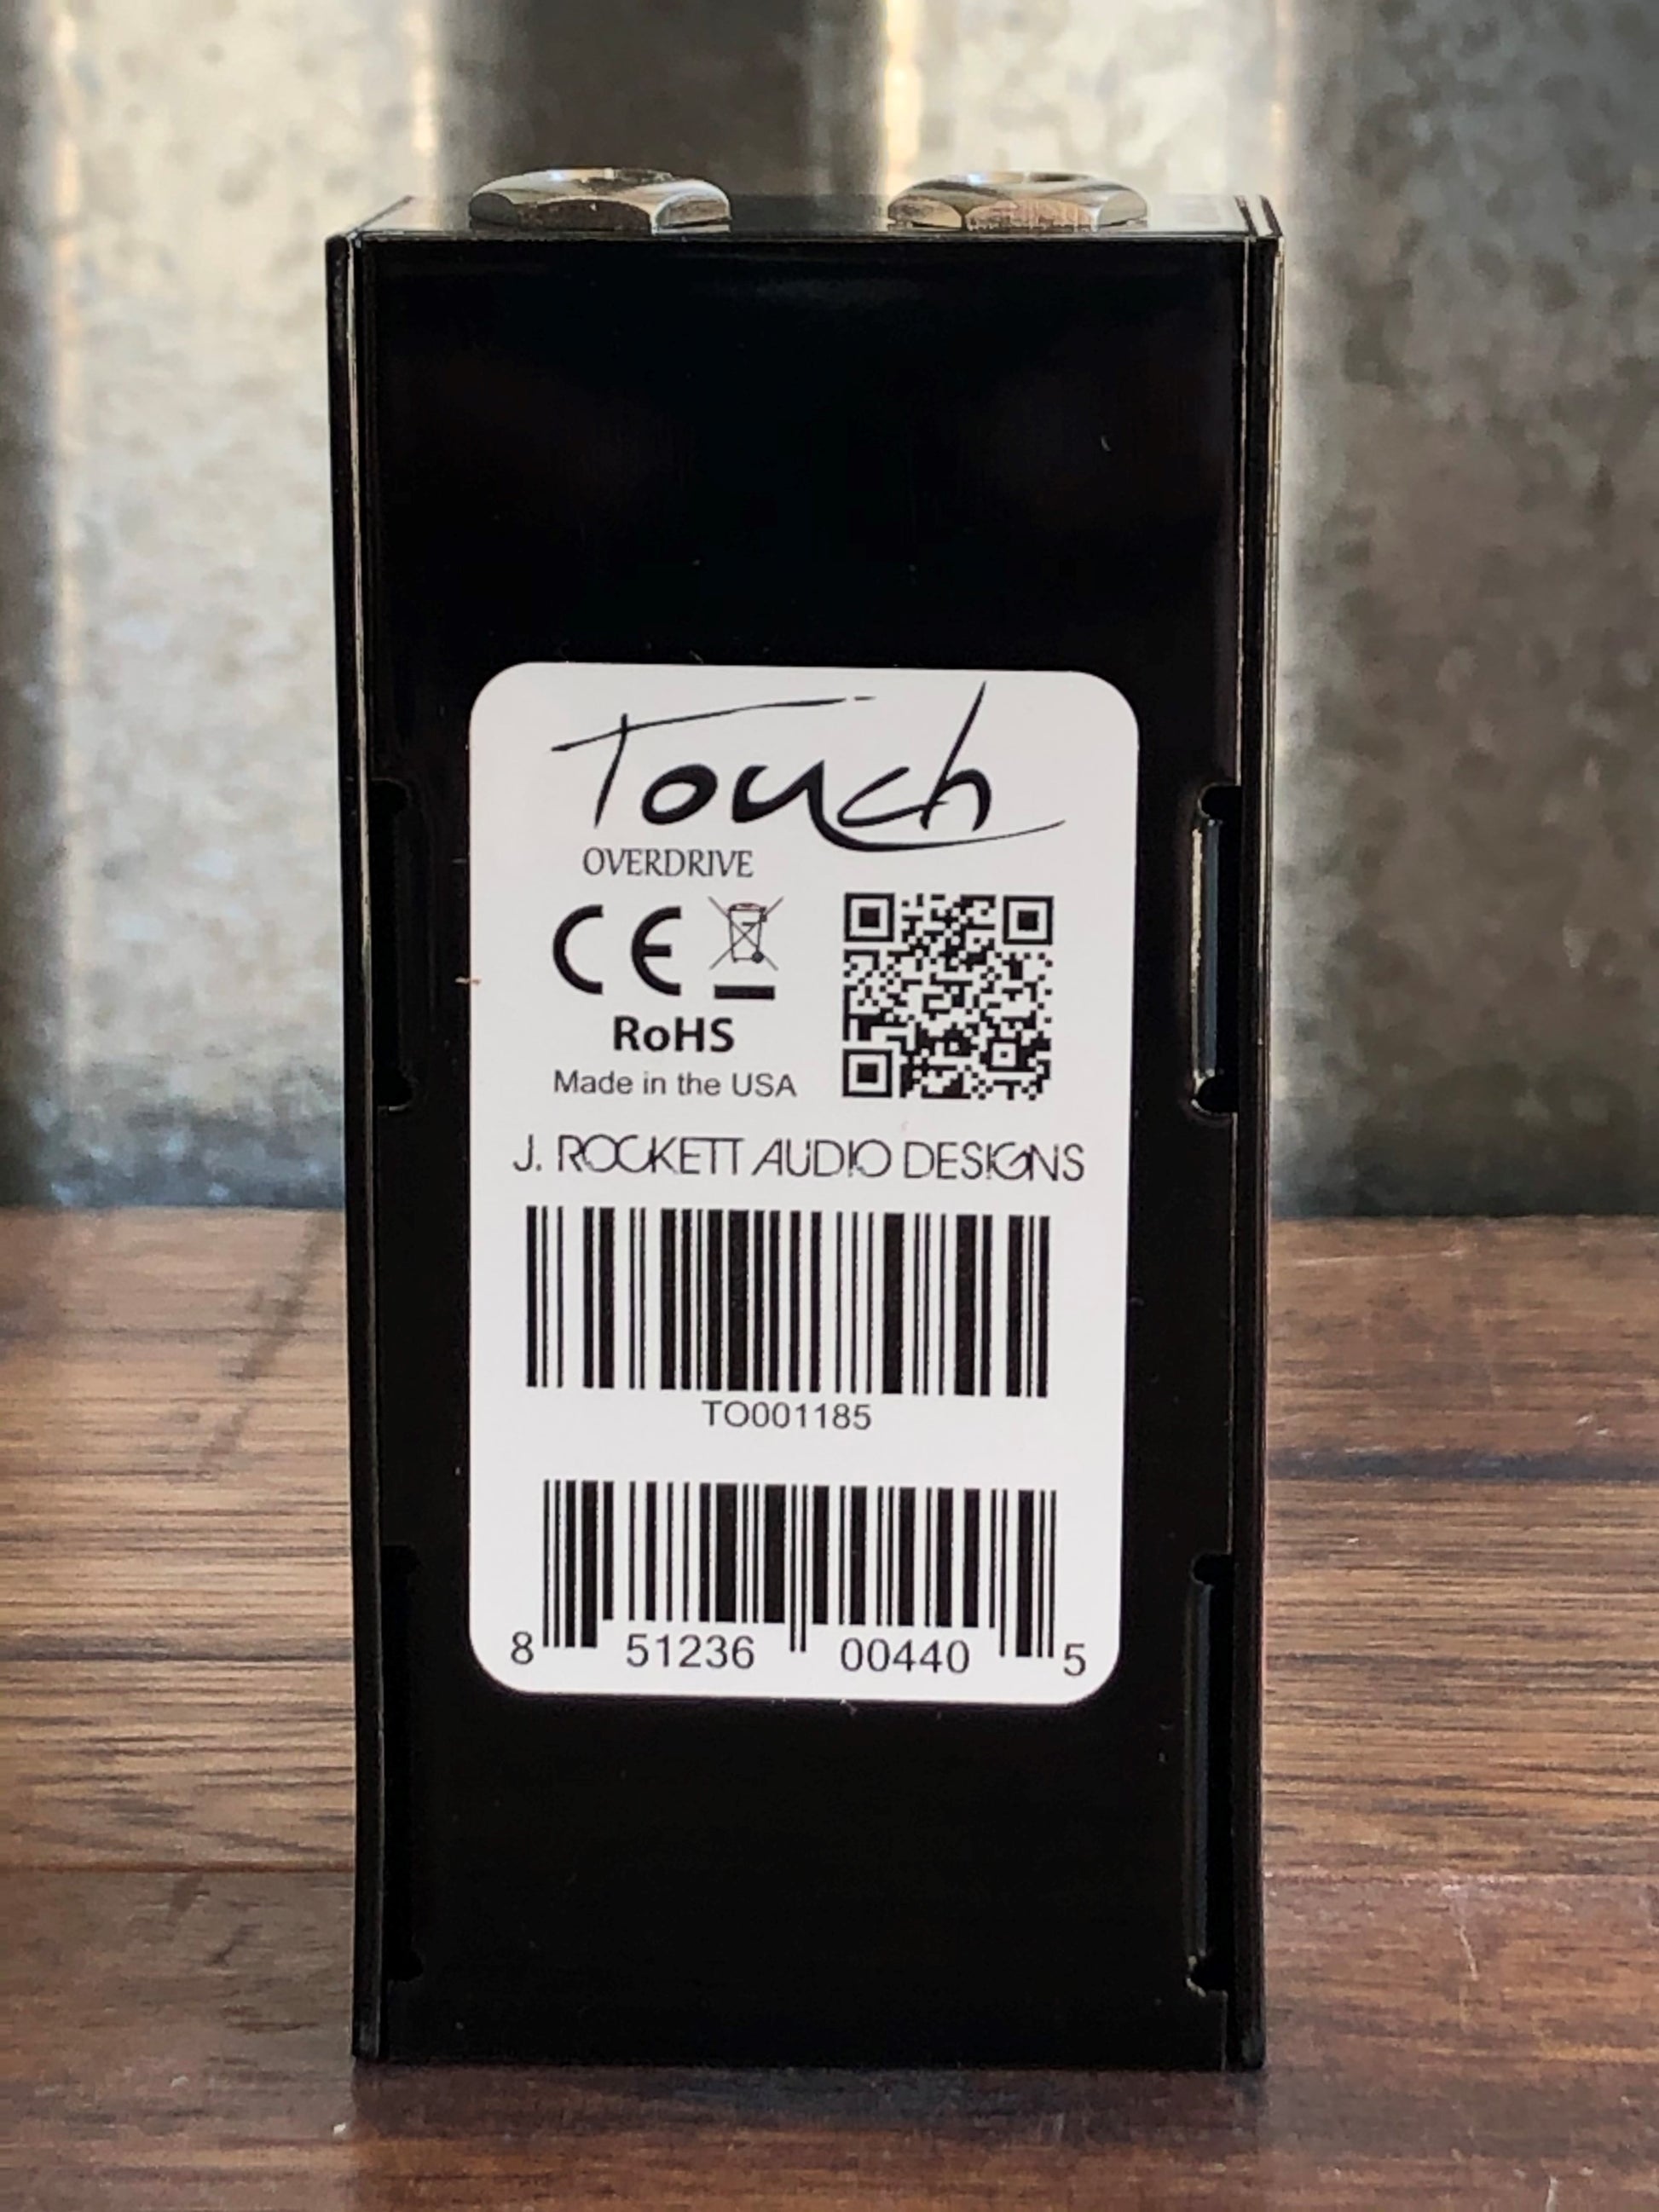 Touch
OVERDRIVE
CE
RoHS
Made in the USA
J. ROCKETT AUDIO DESIGNS
TO001185
8 51236 00440 5